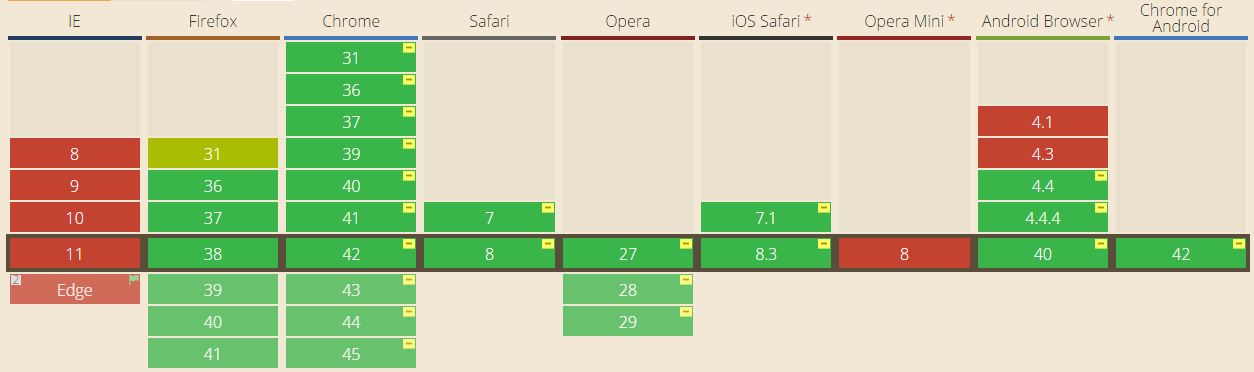 IE Firefox Chrome Safari Opera iOS Safari * Opera Mini * Android Browser * Chrome for Android
31
36
37 4.1
8 31 39 4.3
9 36 40 4.4
10 37 41 7 7.1 4.4.4
11 38 42 8 27 8.3 8 40 42
2 Edge 39 43 28
40 44 29
41 45